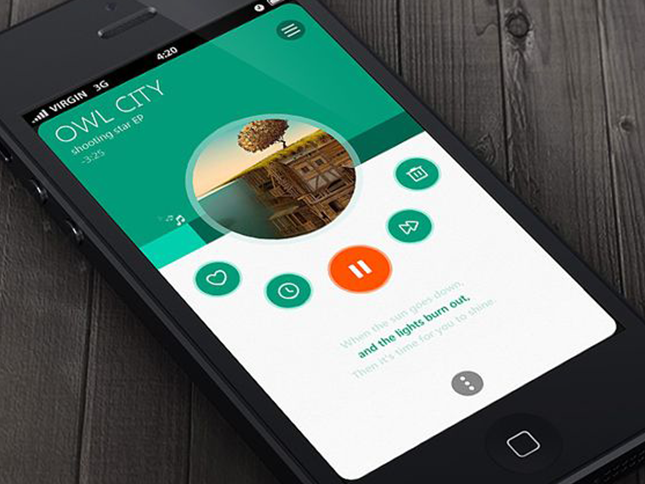 VIRGIN 3G
4:20
OWL CITY
shooting star EP
-3:25
When the sun goes down,
and the lights burn out,
Then it's time for you to shine.